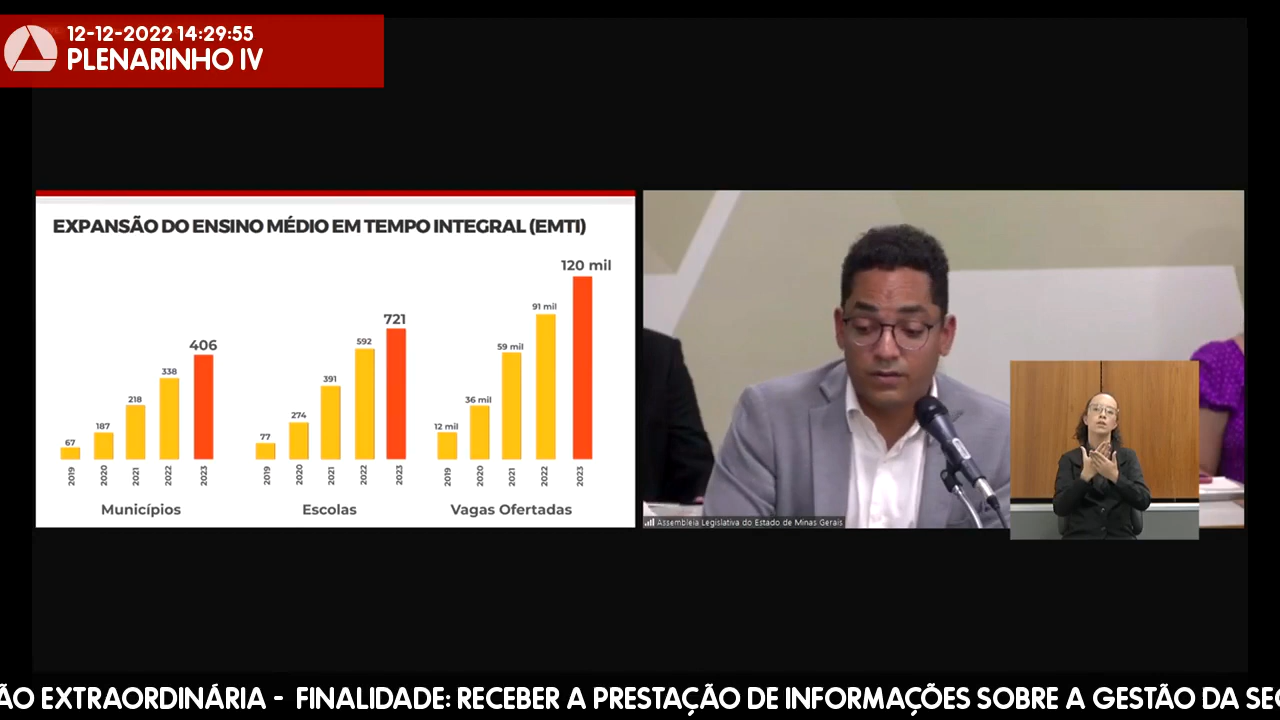 12-12-2022 14:29:55
PLENARINHO IV
EXPANSÃO DO ENSINO MÉDIO EM TEMPO INTEGRAL (EMTI)
67
187
218
338
406
2019
2020
2021
2022
2023
Municípios
77
274
391
592
721
2019
2020
2021
2022
2023
Escolas
12 mil
36 mil
59 mil
91 mil
120 mil
2019
2020
2021
2022
2023
Vagas Ofertadas
Assembleia Legislativa do Estado de Minas Gerais
ÃO EXTRAORDINÁRIA - FINALIDADE: RECEBER A PRESTAÇÃO DE INFORMAÇÕES SOBRE A GESTÃO DA SEC